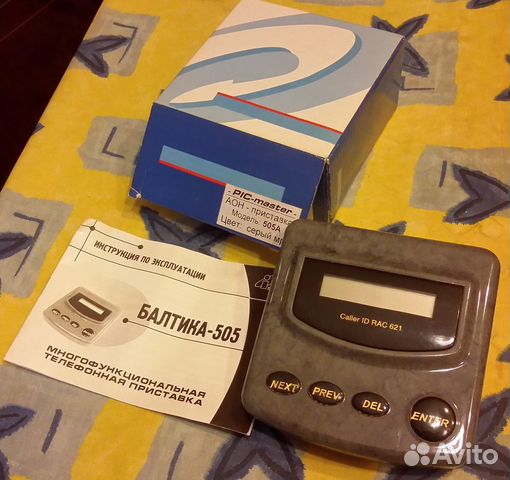 - PIC-master -
АОН - приставка
Модель: 505A
Цвет: серый
ИНСТРУКЦИЯ ПО ЭКСПЛУАТАЦИИ
БАЛТИКА-505
МНОГОФУНКЦИОНАЛЬНАЯ
ТЕЛЕФОННАЯ ПРИСТАВКА
Caller ID RAC 621
NEXT
PREV
DEL
ENTER
Avito